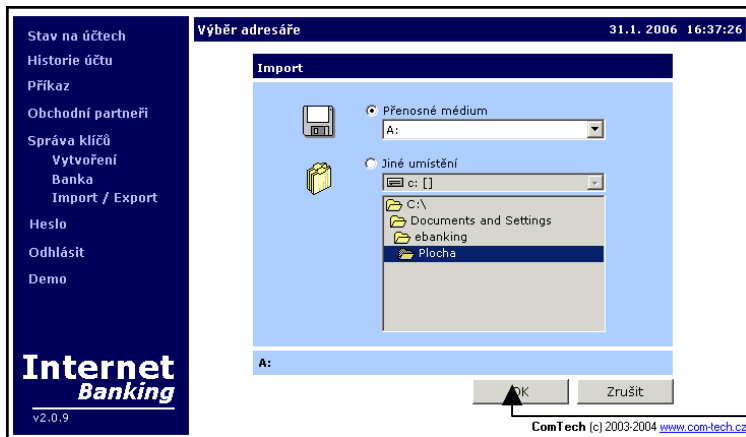 Stav na účtech
Historie účtu
Příkaz
Obchodní partneři
Správa klíčů
Vytvoření
Banka
Import / Export
Heslo
Odhlásit
Demo
Internet
Banking
v2.0.9
Výběr adresáře 31.1. 2006 16:37:26
Import
Přenosné médium
A:
Jiné umístění
c: []
C:\
Documents and Settings
ebanking
Plocha
A:
OK Zrušit
ComTech (c) 2003-2004 www.com-tech.cz